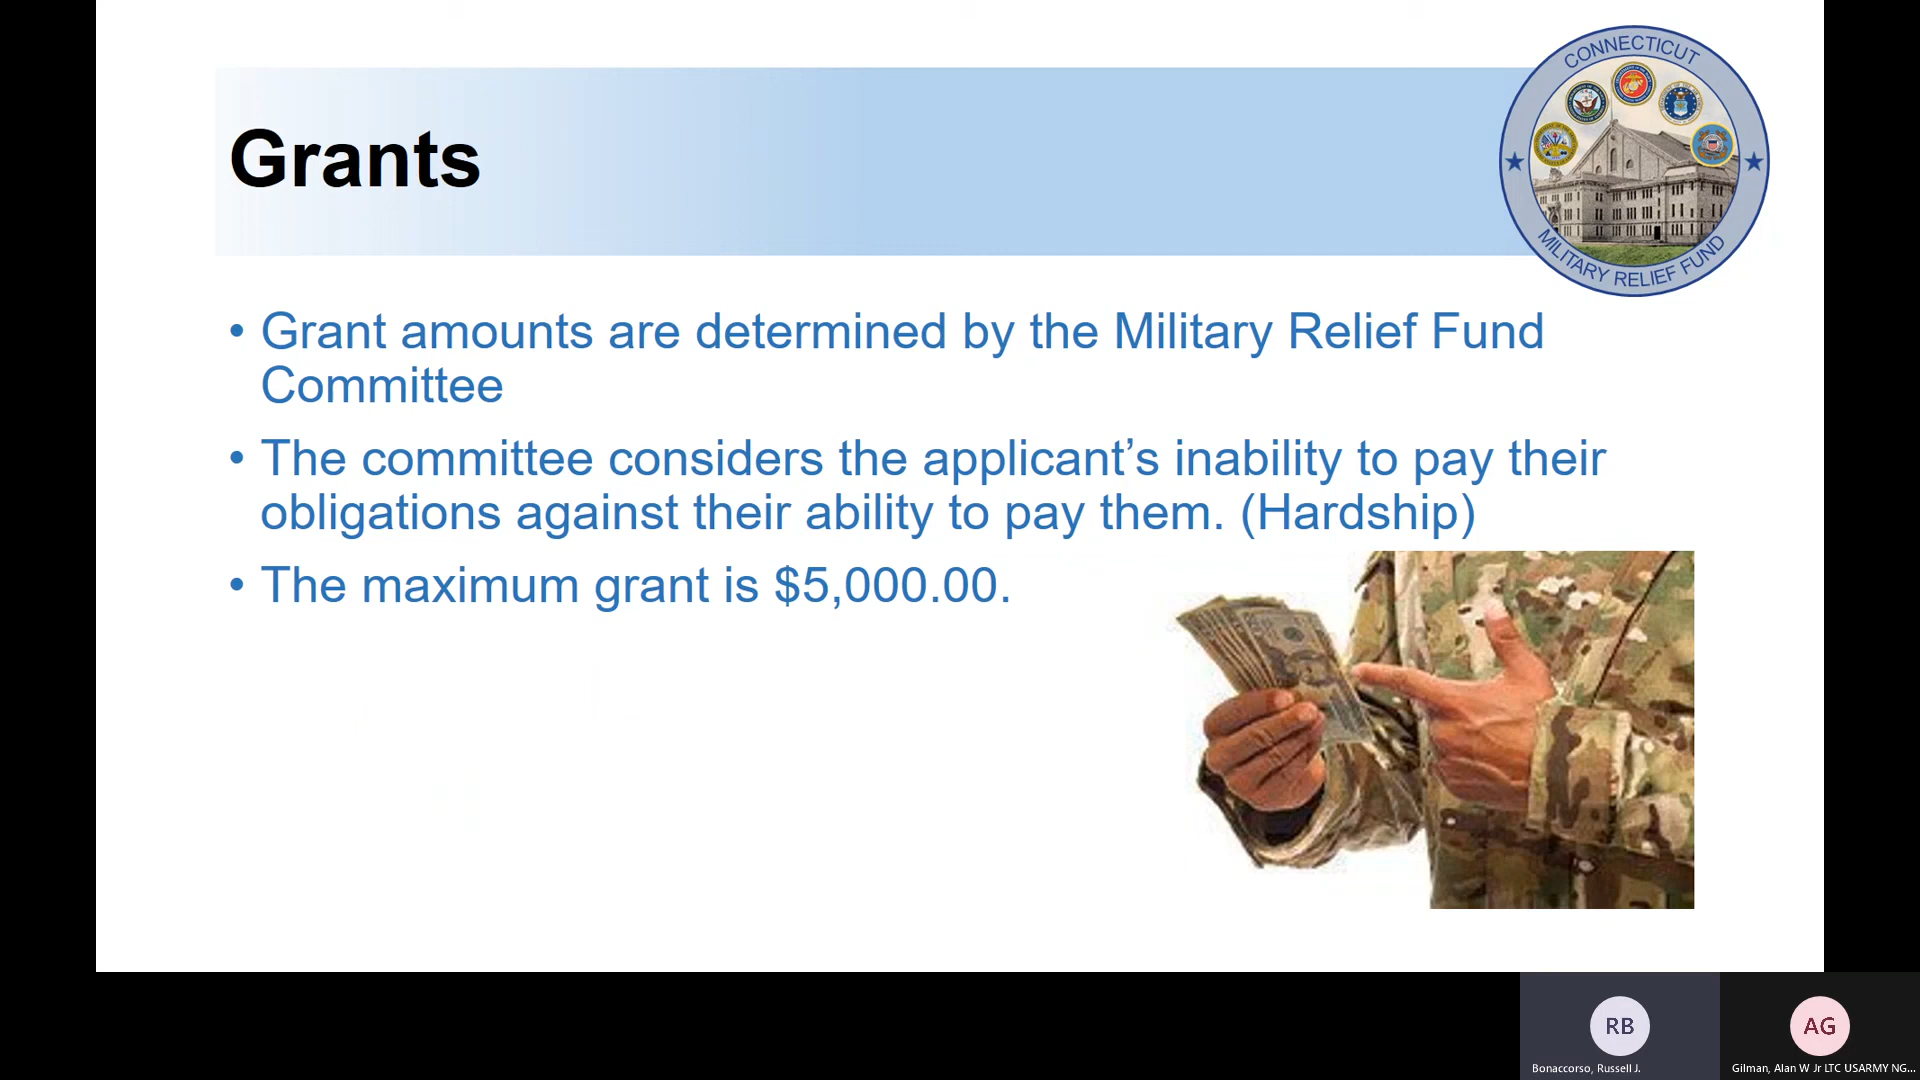 CONNECTICUT
MILITARY RELIEF FUND
Grants
• Grant amounts are determined by the Military Relief Fund
Committee
• The committee considers the applicant’s inability to pay their
obligations against their ability to pay them. (Hardship)
• The maximum grant is $5,000.00.
RB
Bonaccorso, Russell J.
AG
Gilman, Alan W Jr LTC USARMY NG...